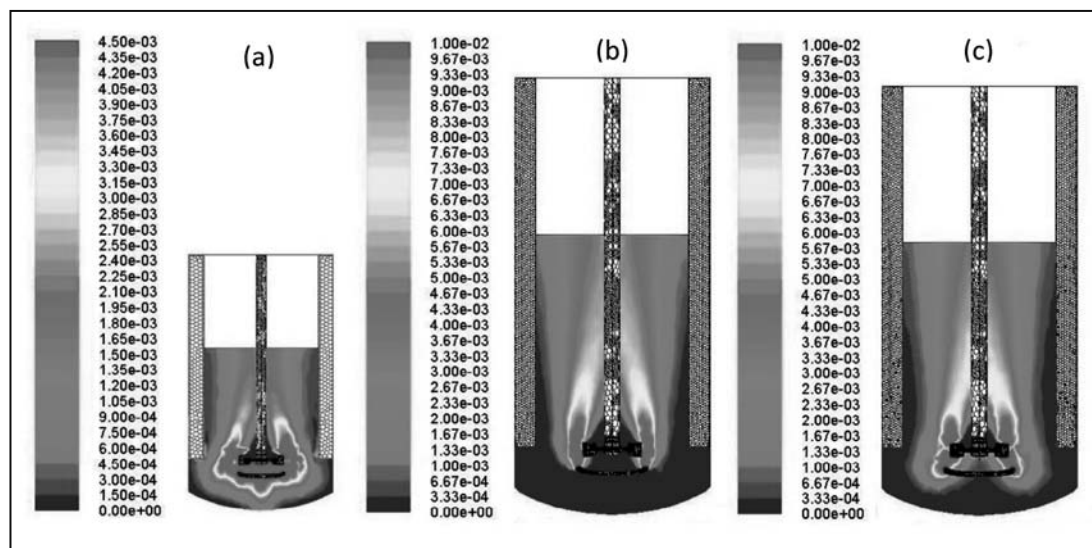 4.50e-03
4.35e-03
4.20e-03
4.05e-03
3.90e-03
3.75e-03
3.60e-03
3.45e-03
3.30e-03
3.15e-03
3.00e-03
2.85e-03
2.70e-03
2.55e-03
2.40e-03
2.25e-03
2.10e-03
1.95e-03
1.80e-03
1.65e-03
1.50e-03
1.35e-03
1.20e-03
1.05e-03
9.00e-04
7.50e-04
6.00e-04
4.50e-04
3.00e-04
1.50e-04
0.00e+00
(a)
1.00e-02
9.67e-03
9.33e-03
9.00e-03
8.67e-03
8.33e-03
8.00e-03
7.67e-03
7.33e-03
7.00e-03
6.67e-03
6.33e-03
6.00e-03
5.67e-03
5.33e-03
5.00e-03
4.67e-03
4.33e-03
4.00e-03
3.67e-03
3.33e-03
3.00e-03
2.67e-03
2.33e-03
2.00e-03
1.67e-03
1.33e-03
1.00e-03
6.67e-04
3.33e-04
0.00e+00
(b)
1.00e-02
9.67e-03
9.33e-03
9.00e-03
8.67e-03
8.33e-03
8.00e-03
7.67e-03
7.33e-03
7.00e-03
6.67e-03
6.33e-03
6.00e-03
5.67e-03
5.33e-03
5.00e-03
4.67e-03
4.33e-03
4.00e-03
3.67e-03
3.33e-03
3.00e-03
2.67e-03
2.33e-03
2.00e-03
1.67e-03
1.33e-03
1.00e-03
6.67e-04
3.33e-04
0.00e+00
(c)